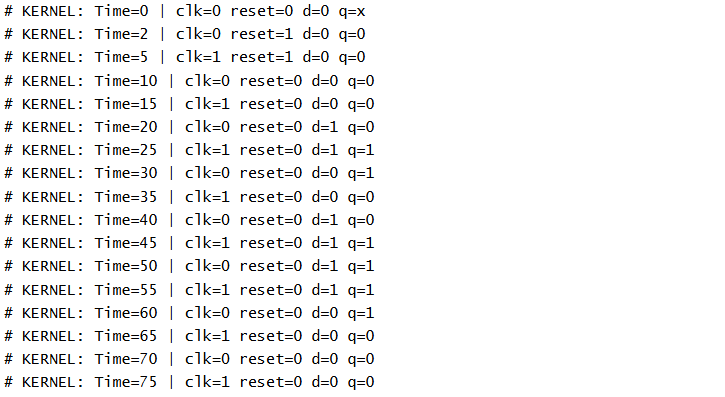 # KERNEL: Time=0 | clk=0 reset=0 d=0 q=x
# KERNEL: Time=2 | clk=0 reset=1 d=0 q=0
# KERNEL: Time=5 | clk=1 reset=1 d=0 q=0
# KERNEL: Time=10 | clk=0 reset=0 d=0 q=0
# KERNEL: Time=15 | clk=1 reset=0 d=0 q=0
# KERNEL: Time=20 | clk=0 reset=0 d=1 q=0
# KERNEL: Time=25 | clk=1 reset=0 d=1 q=1
# KERNEL: Time=30 | clk=0 reset=0 d=0 q=1
# KERNEL: Time=35 | clk=1 reset=0 d=0 q=0
# KERNEL: Time=40 | clk=0 reset=0 d=1 q=0
# KERNEL: Time=45 | clk=1 reset=0 d=1 q=1
# KERNEL: Time=50 | clk=0 reset=0 d=1 q=1
# KERNEL: Time=55 | clk=1 reset=0 d=1 q=1
# KERNEL: Time=60 | clk=0 reset=0 d=0 q=1
# KERNEL: Time=65 | clk=1 reset=0 d=0 q=0
# KERNEL: Time=70 | clk=0 reset=0 d=0 q=0
# KERNEL: Time=75 | clk=1 reset=0 d=0 q=0